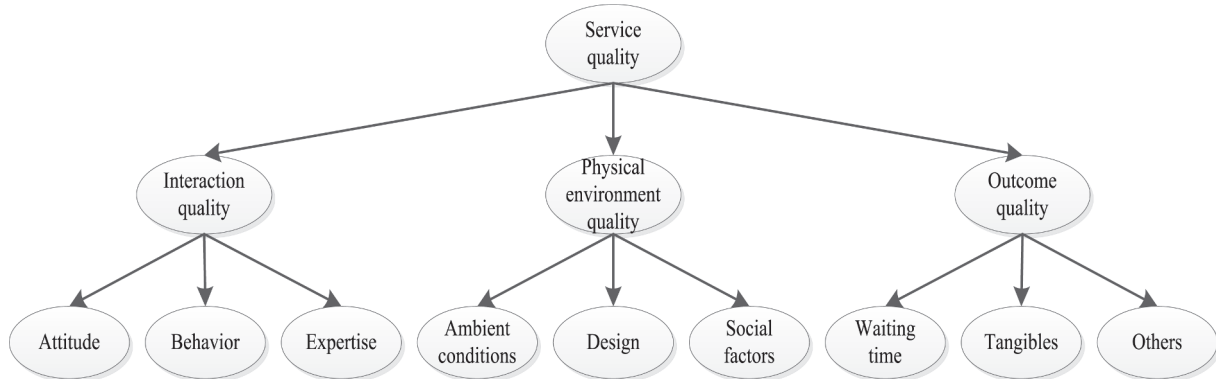 Service
quality
Interaction
quality
Physical
environment
quality
Outcome
quality
Attitude
Behavior
Expertise
Ambient
conditions
Design
Social
factors
Waiting
time
Tangibles
Others